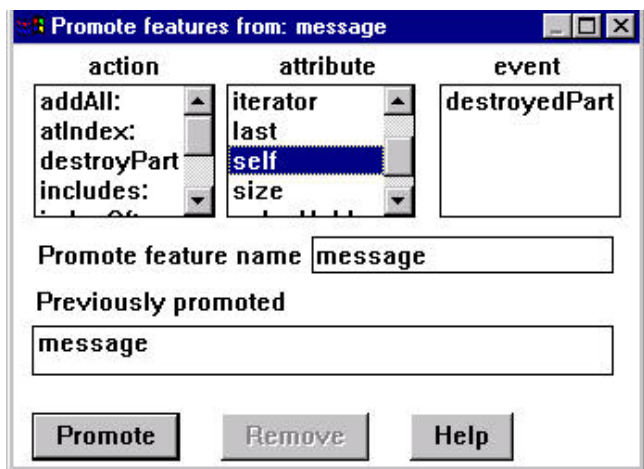 Promote features from: message
action attribute event
addAll: iterator destroyedPart
atIndex: last
destroyPart self
includes: size
Promote feature name message
Previously promoted
message
Promote Remove Help